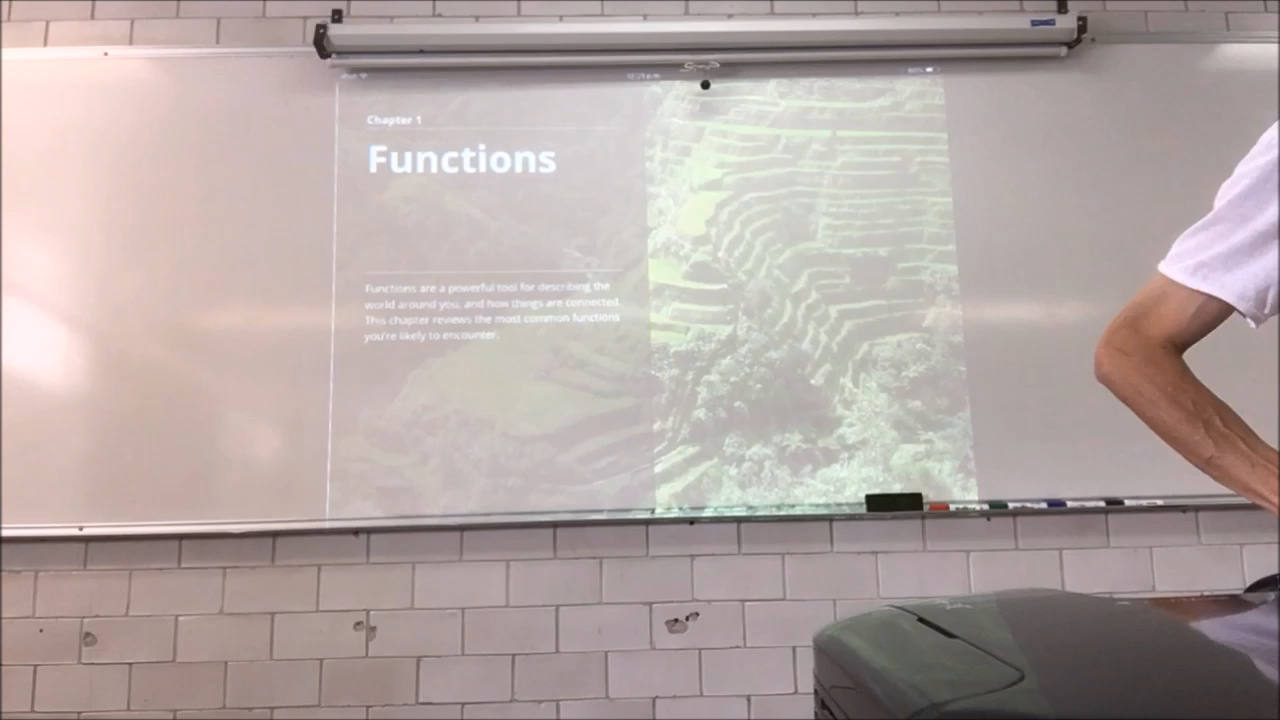 Chapter 1
Functions
Functions are a powerful tool for describing the
world around you, and how things are connected.
This chapter reviews the most common functions
you're likely to encounter.